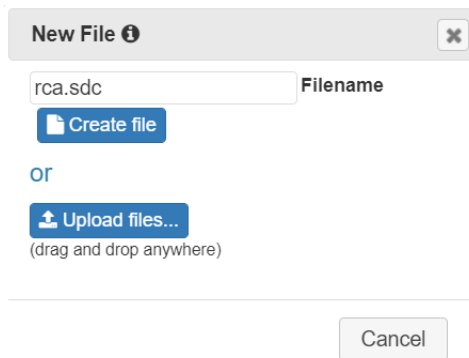 New File
rca.sdc Filename
Create file
or
Upload files...
(drag and drop anywhere)
Cancel